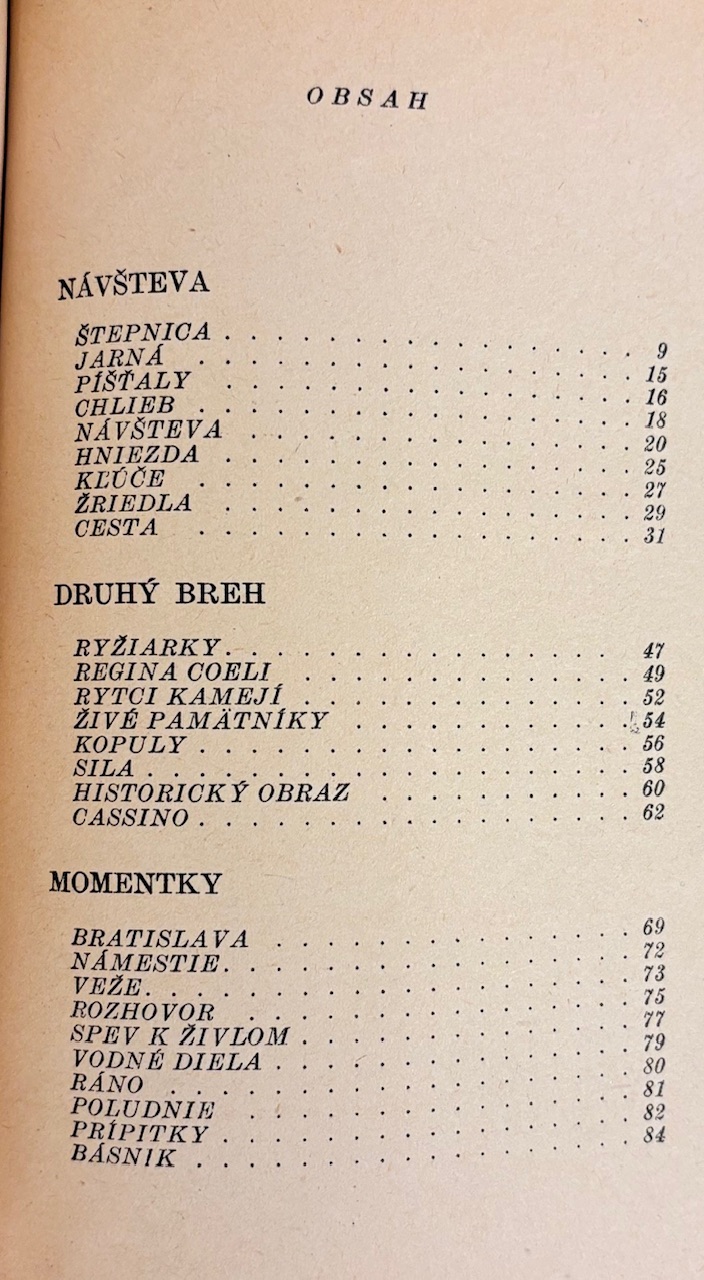 OBSAH
NÁVŠTEVA
ŠTEPNICA . . . . . . . . . . . . . . . . 9
JARNÁ . . . . . . . . . . . . . . . . . 15
PÍŠŤALY . . . . . . . . . . . . . . . . 16
CHLIEB . . . . . . . . . . . . . . . . . 18
NÁVŠTEVA . . . . . . . . . . . . . . . 20
HNIEZDA . . . . . . . . . . . . . . . . 25
KĽÚČE . . . . . . . . . . . . . . . . . 27
ŽRIEDLA . . . . . . . . . . . . . . . . 29
CESTA . . . . . . . . . . . . . . . . . 31
DRUHÝ BREH
RYŽIARKY . . . . . . . . . . . . . . . . 47
REGINA COELI . . . . . . . . . . . . . 49
RYTCI KAMEJÍ . . . . . . . . . . . . . 52
ŽIVÉ PAMÄTNÍKY . . . . . . . . . . . 54
KOPULY . . . . . . . . . . . . . . . . . 56
SILA . . . . . . . . . . . . . . . . . . . 58
HISTORICKÝ OBRAZ . . . . . . . . . . 60
CASSINO . . . . . . . . . . . . . . . . . 62
MOMENTKY
BRATISLAVA . . . . . . . . . . . . . . 69
NÁMESTIE . . . . . . . . . . . . . . . . 72
VEŽE . . . . . . . . . . . . . . . . . . . 73
ROZHOVOR . . . . . . . . . . . . . . . 75
SPEV K ŽIVLOM . . . . . . . . . . . . . 77
VODNÉ DIELA . . . . . . . . . . . . . . 79
RÁNO . . . . . . . . . . . . . . . . . . 80
POLUDNIE . . . . . . . . . . . . . . . 81
PRÍPITKY . . . . . . . . . . . . . . . . 82
BÁSNIK . . . . . . . . . . . . . . . . . 84